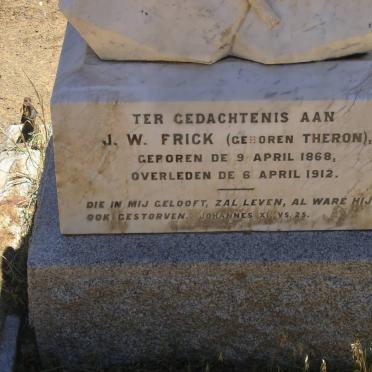 TER GEDACHTENIS AAN
J. W. FRICK (GEBOREN THERON),
GEBOREN DE 9 APRIL 1868,
OVERLEDEN DE 6 APRIL 1912.
DIE IN MIJ GELOOFT, ZAL LEVEN, AL WARE HIJ
OOK GESTORVEN. JOHANNES XI. VS. 25.